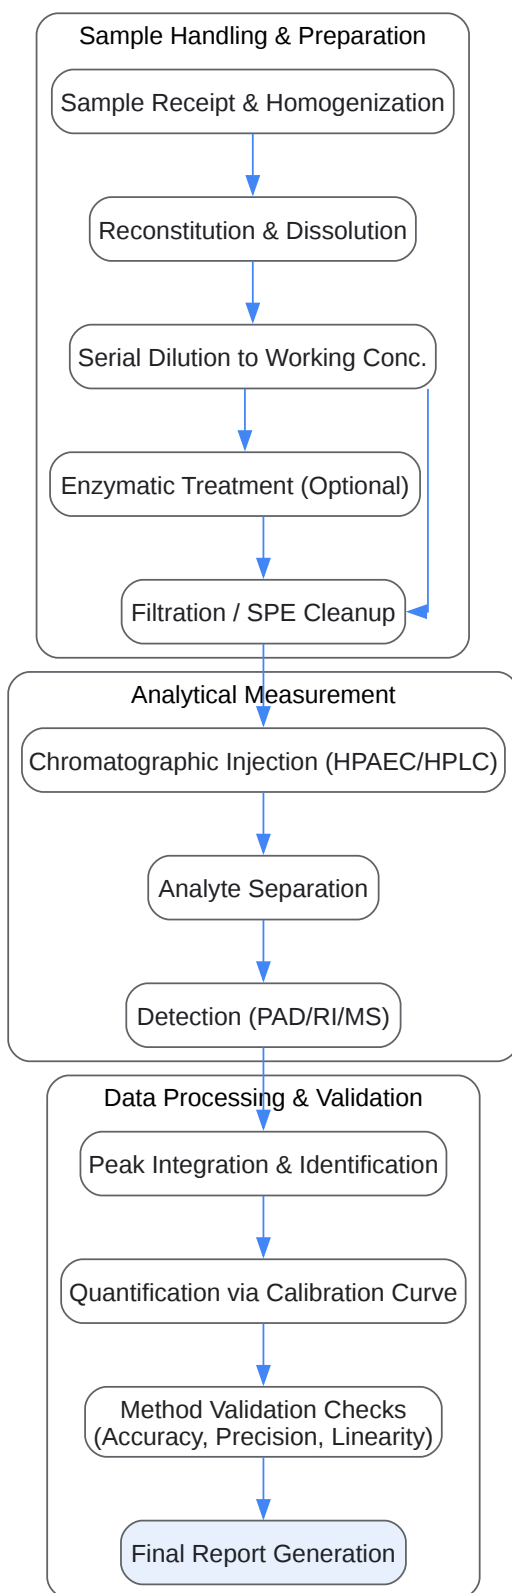 Sample Handling & Preparation
Sample Receipt & Homogenization
Reconstitution & Dissolution
Serial Dilution to Working Conc.
Enzymatic Treatment (Optional)
Filtration / SPE Cleanup
Analytical Measurement
Chromatographic Injection (HPAEC/HPLC)
Analyte Separation
Detection (PAD/RI/MS)
Data Processing & Validation
Peak Integration & Identification
Quantification via Calibration Curve
Method Validation Checks
(Accuracy, Precision, Linearity)
Final Report Generation